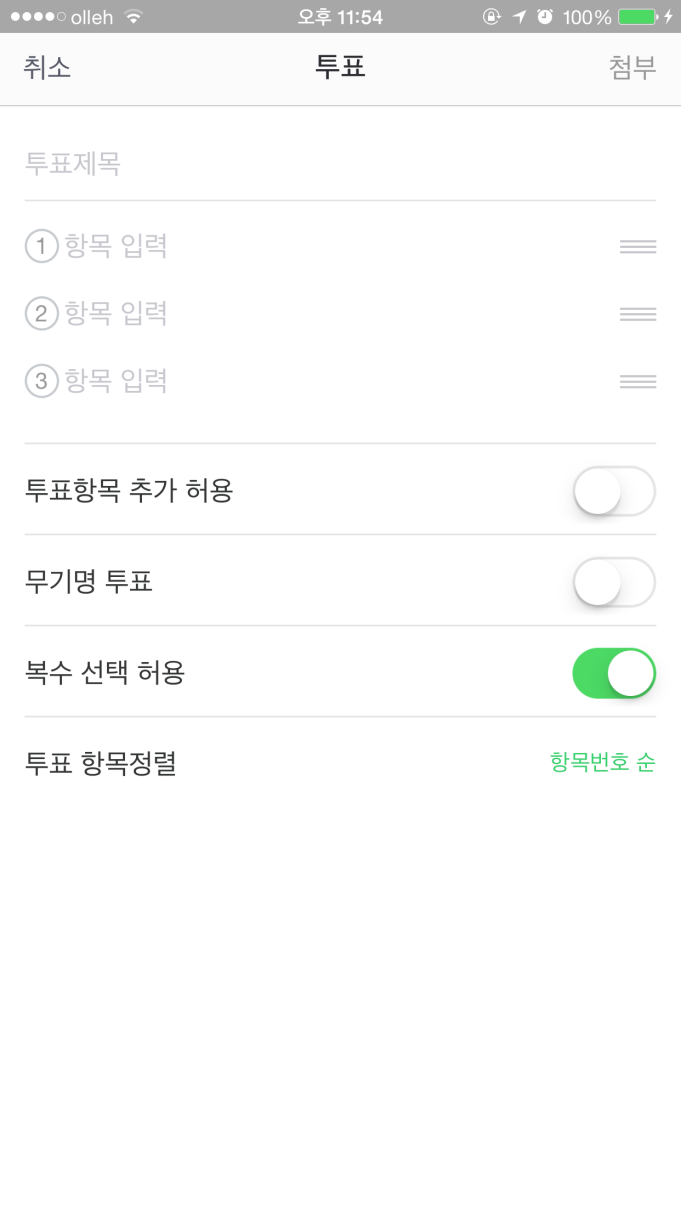 olleh 오후 11:54 100%
취소 투표 첨부
투표제목
1 항목 입력
2 항목 입력
3 항목 입력
투표항목 추가 허용
무기명 투표
복수 선택 허용
투표 항목정렬 항목번호 순